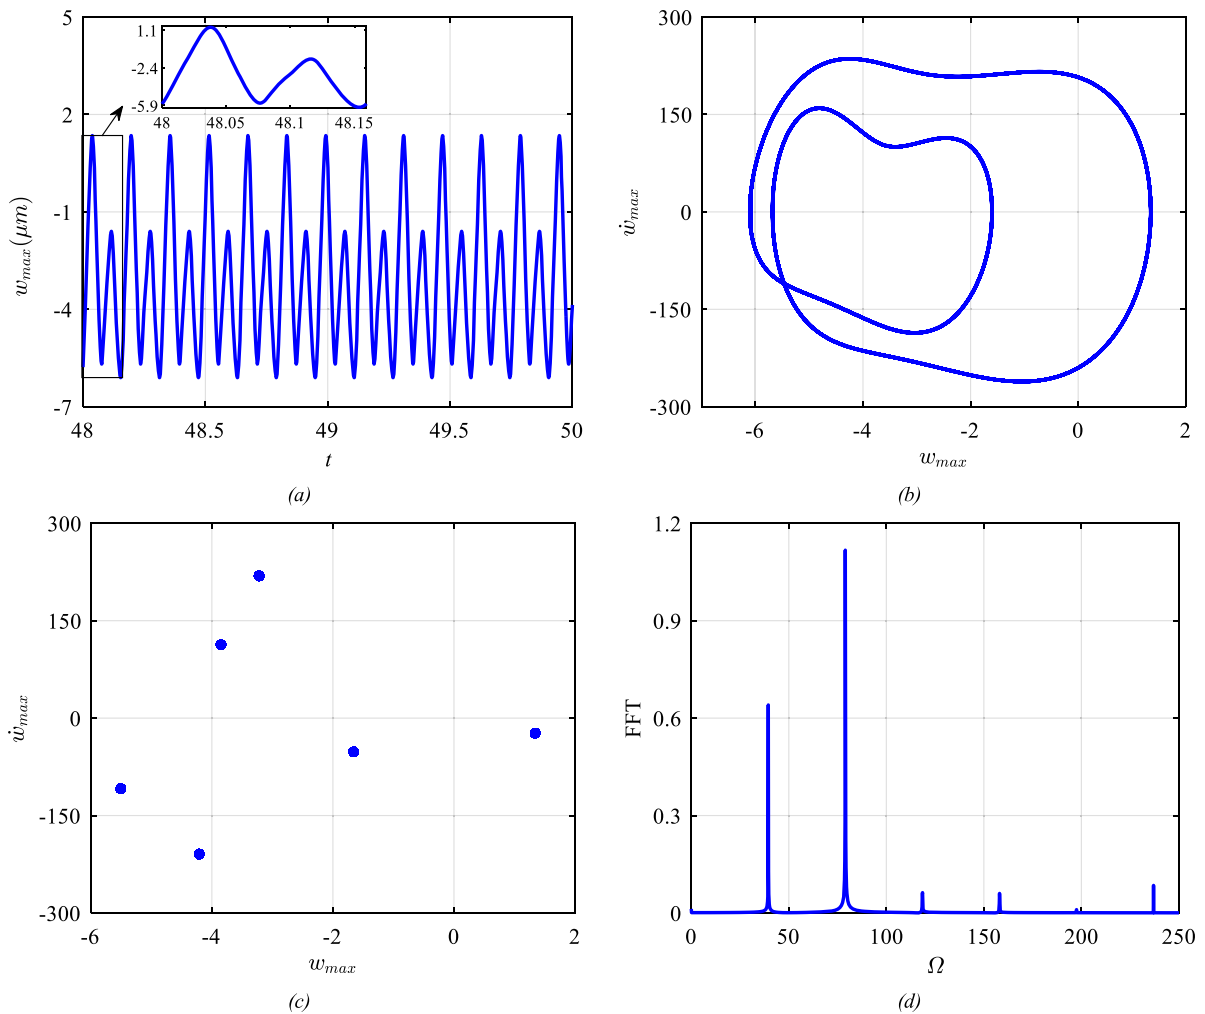 5
2
-1
-4
-7
w_max(μm)
1.1
-2.4
-5.9
48 48.05 48.1 48.15
48 48.5 49 49.5 50
t
(a)
300
150
0
-150
-300
ẇ_max
-6 -4 -2 0 2
w_max
(b)
300
150
0
-150
-300
ẇ_max
-6 -4 -2 0 2
w_max
(c)
1.2
0.9
0.6
0.3
0
FFT
0 50 100 150 200 250
Ω
(d)